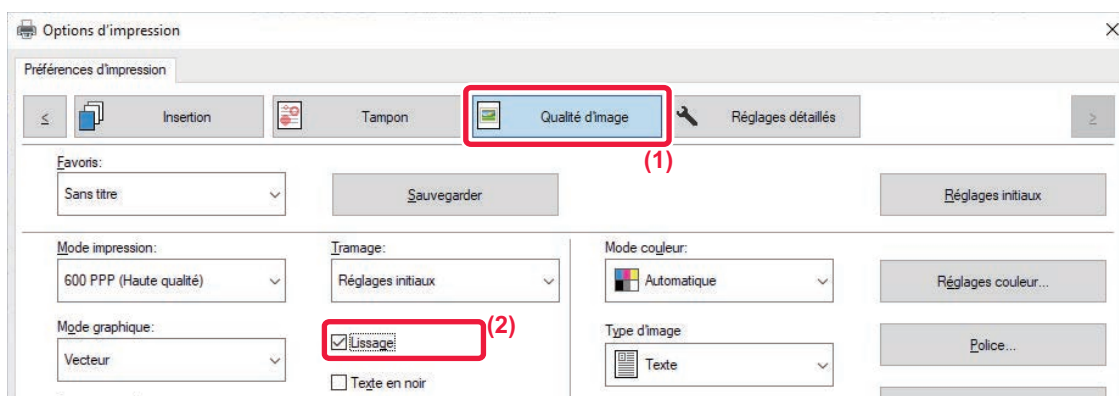 Options d'impression
Préférences d'impression
< Insertion Tampon Qualité d'image Réglages détaillés >
(1)
Favoris:
Sans titre Sauvegarder Réglages initiaux
Mode impression: Tramage: Mode couleur:
600 PPP (Haute qualité) Réglages initiaux Automatique Réglages couleur...
(2)
Mode graphique: Lissage Type d'image
Vecteur Texte Police...
Texte en noir